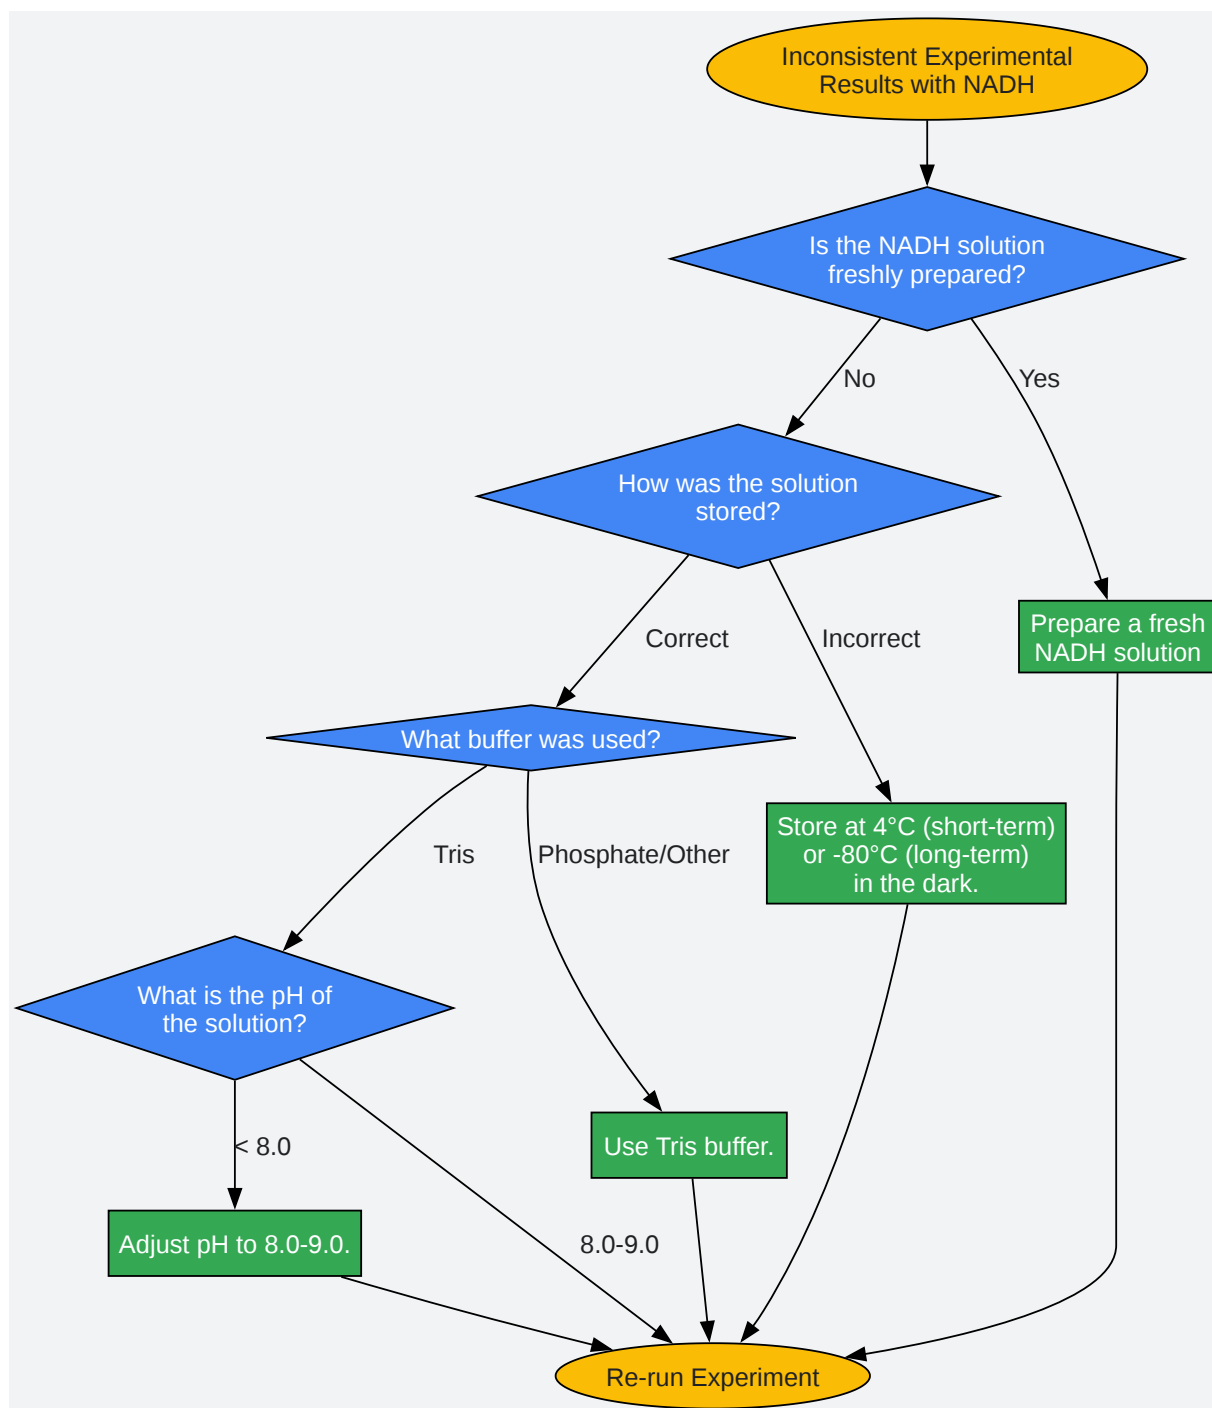 Inconsistent Experimental
Results with NADH
Is the NADH solution
freshly prepared?
No
Yes
How was the solution
stored?
Correct
Incorrect
Prepare a fresh
NADH solution
What buffer was used?
Tris
Phosphate/Other
Store at 4°C (short-term)
or -80°C (long-term)
in the dark.
What is the pH of
the solution?
< 8.0
Use Tris buffer.
Adjust pH to 8.0-9.0.
8.0-9.0
Re-run Experiment